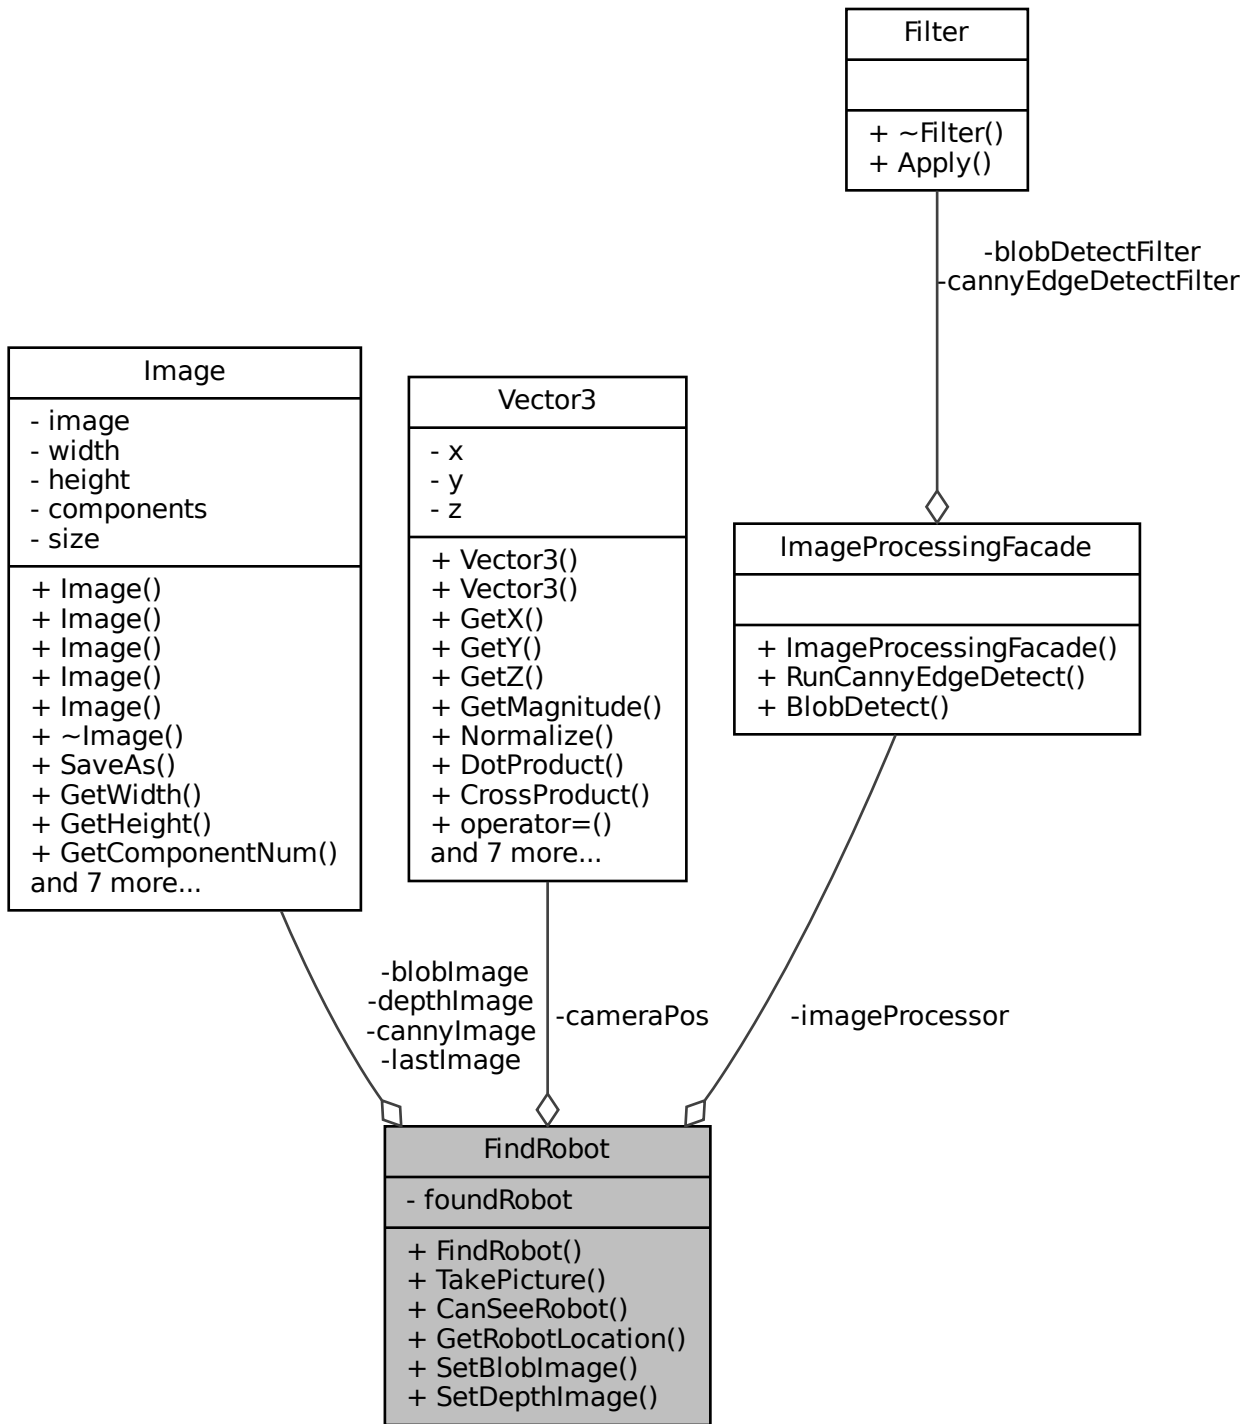 Filter
+ ~Filter()
+ Apply()
-blobDetectFilter
-cannyEdgeDetectFilter
Image
- image
- width
- height
- components
- size
+ Image()
+ Image()
+ Image()
+ Image()
+ Image()
+ ~Image()
+ SaveAs()
+ GetWidth()
+ GetHeight()
+ GetComponentNum()
and 7 more...
Vector3
- x
- y
- z
+ Vector3()
+ Vector3()
+ GetX()
+ GetY()
+ GetZ()
+ GetMagnitude()
+ Normalize()
+ DotProduct()
+ CrossProduct()
+ operator=()
and 7 more...
ImageProcessingFacade
+ ImageProcessingFacade()
+ RunCannyEdgeDetect()
+ BlobDetect()
-blobImage
-depthImage
-cannyImage
-lastImage
-cameraPos
-imageProcessor
FindRobot
- foundRobot
+ FindRobot()
+ TakePicture()
+ CanSeeRobot()
+ GetRobotLocation()
+ SetBlobImage()
+ SetDepthImage()